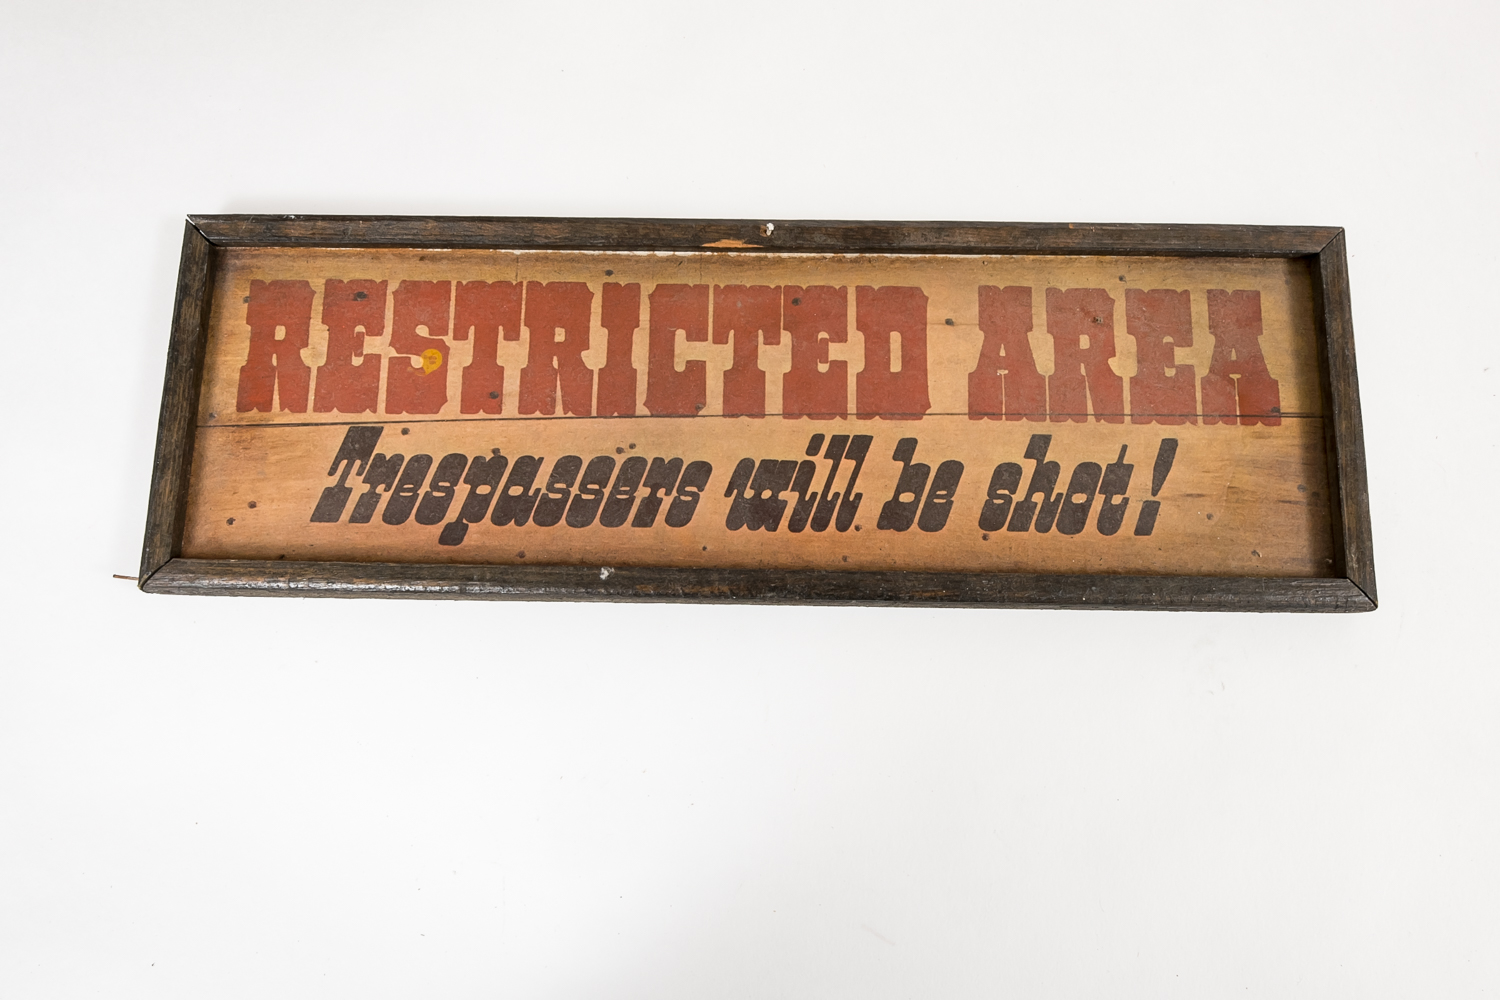 RESTRICTED AREA
Trespassers will be shot!